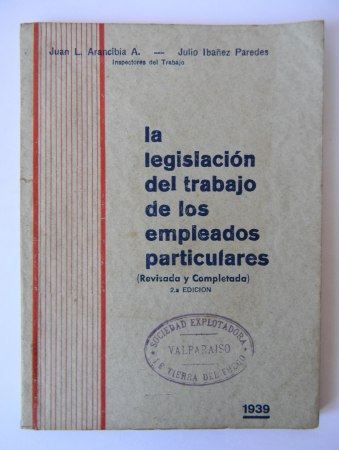 Juan L. Arancibia A. — Julio Ibañez Paredes
Inspectores del Trabajo
la
legislación
del trabajo
de los
empleados
particulares
(Revisada y Completada)
2.a EDICION
SOCIEDAD EXPLOTADORA
VALPARAISO
DE TIERRA DEL FUEGO
1939